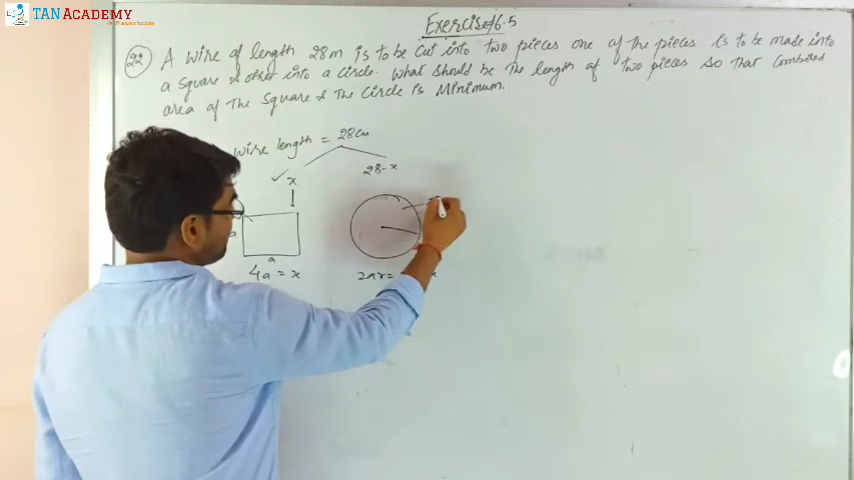 TAN ACADEMY
Exercise 6.5
22 A wire of length 28m is to be cut into two pieces one of the pieces is to be made into
a square & other into a circle. what should be the length of two pieces so that combined
area of the square & the circle is minimum.
wire length = 28cm
x 28-x
a
a
4a = x 2πr= x